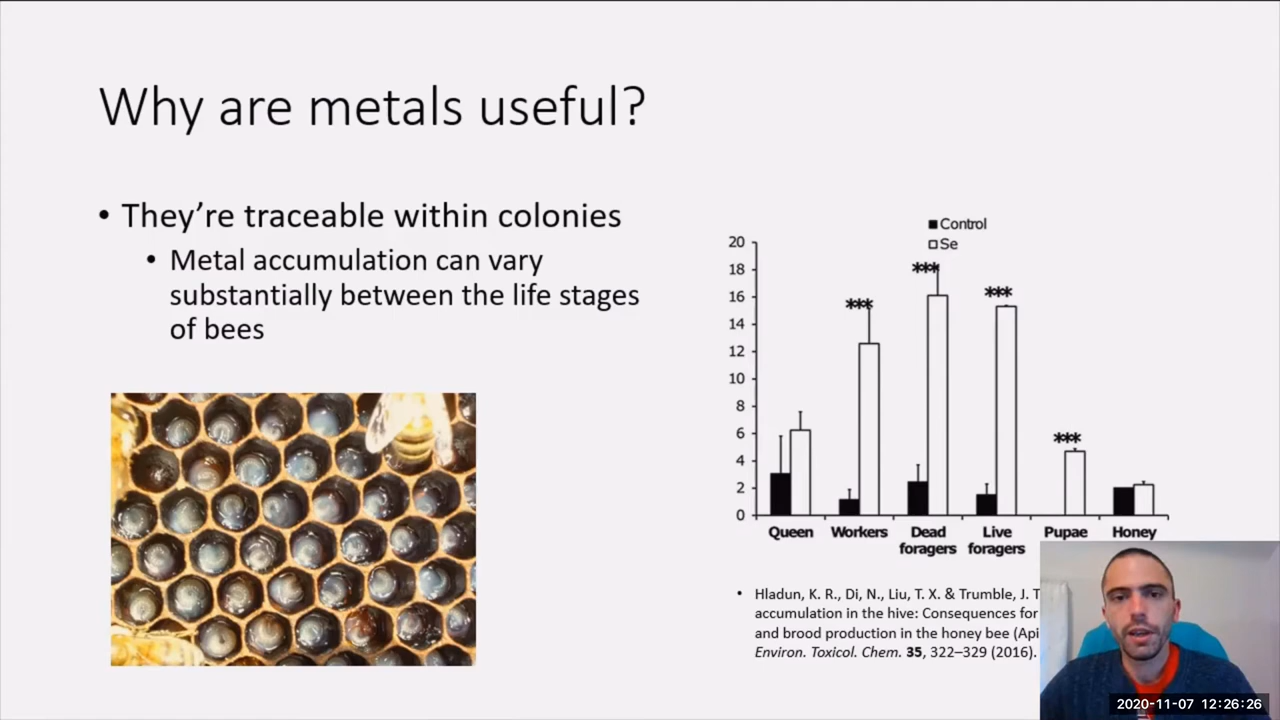 Why are metals useful?
• They’re traceable within colonies
• Metal accumulation can vary
substantially between the life stages
of bees
■Control
□Se
20
18
16
14
12
10
8
6
4
2
0
***
***
***
***
Queen Workers Dead Live Pupae Honey
foragers foragers
• Hladun, K. R., Di, N., Liu, T. X. & Trumble, J. T
accumulation in the hive: Consequences for
and brood production in the honey bee (Api
Environ. Toxicol. Chem. 35, 322–329 (2016).
2020-11-07 12:26:26